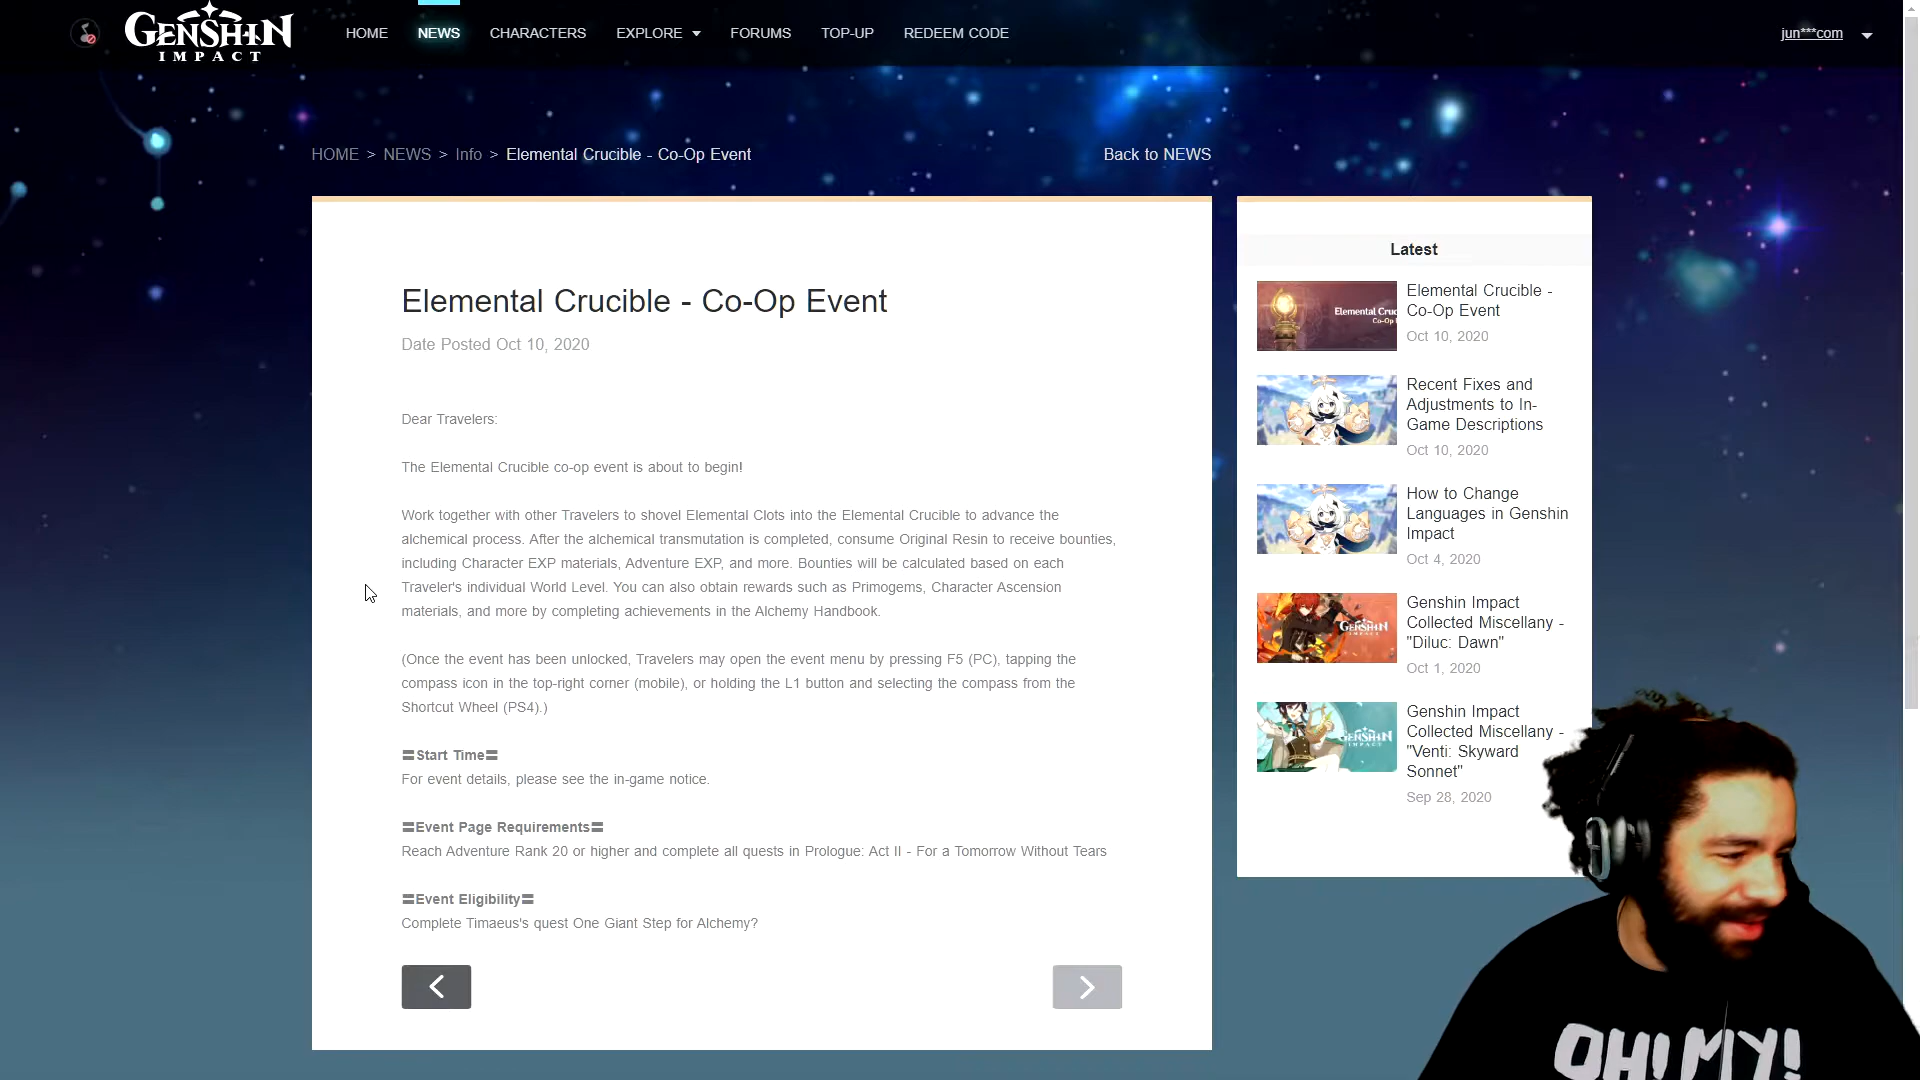 GENSHIN
IMPACT
HOME
NEWS
CHARACTERS
EXPLORE
FORUMS
TOP-UP
REDEEM CODE
jun***com
HOME > NEWS > Info > Elemental Crucible - Co-Op Event
Back to NEWS
Elemental Crucible - Co-Op Event
Date Posted Oct 10, 2020
Dear Travelers:
The Elemental Crucible co-op event is about to begin!
Work together with other Travelers to shovel Elemental Clots into the Elemental Crucible to advance the
alchemical process. After the alchemical transmutation is completed, consume Original Resin to receive bounties,
including Character EXP materials, Adventure EXP, and more. Bounties will be calculated based on each
Traveler's individual World Level. You can also obtain rewards such as Primogems, Character Ascension
materials, and more by completing achievements in the Alchemy Handbook.
(Once the event has been unlocked, Travelers may open the event menu by pressing F5 (PC), tapping the
compass icon in the top-right corner (mobile), or holding the L1 button and selecting the compass from the
Shortcut Wheel (PS4).)
〓Start Time〓
For event details, please see the in-game notice.
〓Event Page Requirements〓
Reach Adventure Rank 20 or higher and complete all quests in Prologue: Act II - For a Tomorrow Without Tears
〓Event Eligibility〓
Complete Timaeus's quest One Giant Step for Alchemy?
Latest
Elemental Cruc
Co-Op
Elemental Crucible -
Co-Op Event
Oct 10, 2020
Recent Fixes and
Adjustments to In-
Game Descriptions
Oct 10, 2020
How to Change
Languages in Genshin
Impact
Oct 4, 2020
GENSHIN
IMPACT
Genshin Impact
Collected Miscellany -
"Diluc: Dawn"
Oct 1, 2020
GENSHIN
IMPACT
Genshin Impact
Collected Miscellany -
"Venti: Skyward
Sonnet"
Sep 28, 2020
OH! MY!